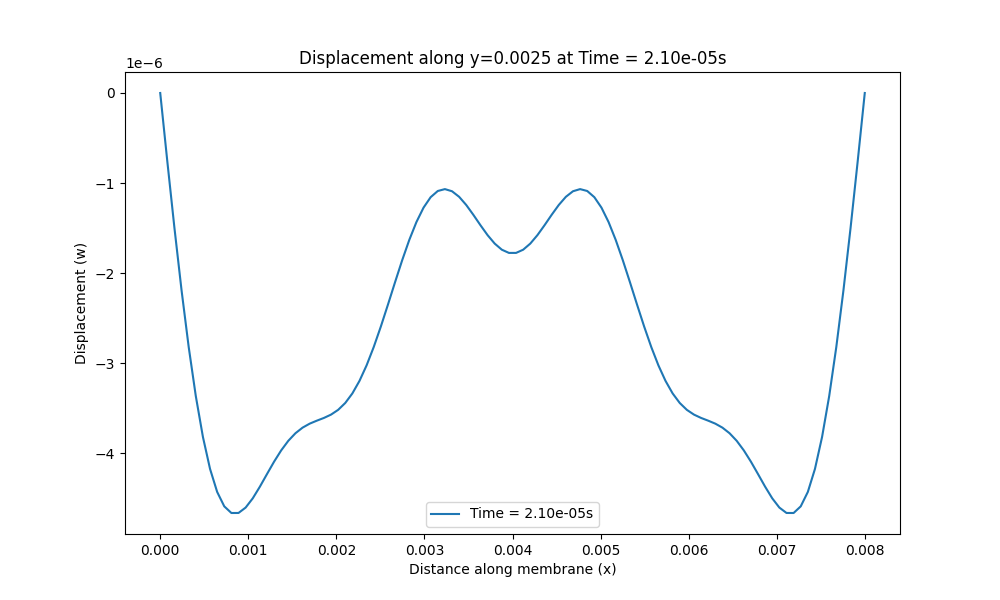 Displacement along y=0.0025 at Time = 2.10e-05s
1e−6
0
−1
−2
−3
−4
Displacement (w)
Time = 2.10e-05s
0.000 0.001 0.002 0.003 0.004 0.005 0.006 0.007 0.008
Distance along membrane (x)